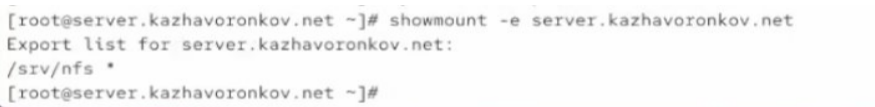 [root@server.kazhavoronkov.net ~]# showmount -e server.kazhavoronkov.net
Export list for server.kazhavoronkov.net:
/srv/nfs *
[root@server.kazhavoronkov.net ~]#